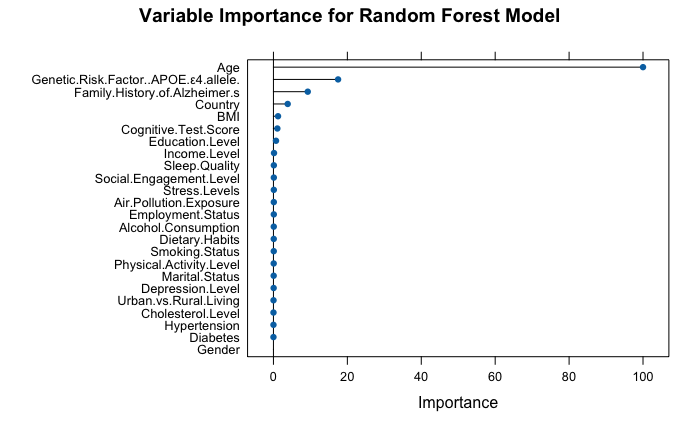 Variable Importance for Random Forest Model
Age
Genetic.Risk.Factor..APOE.ε4.allele.
Family.History.of.Alzheimer.s
Country
BMI
Cognitive.Test.Score
Education.Level
Income.Level
Sleep.Quality
Social.Engagement.Level
Stress.Levels
Air.Pollution.Exposure
Employment.Status
Alcohol.Consumption
Dietary.Habits
Smoking.Status
Physical.Activity.Level
Marital.Status
Depression.Level
Urban.vs.Rural.Living
Cholesterol.Level
Hypertension
Diabetes
Gender
0 20 40 60 80 100
Importance